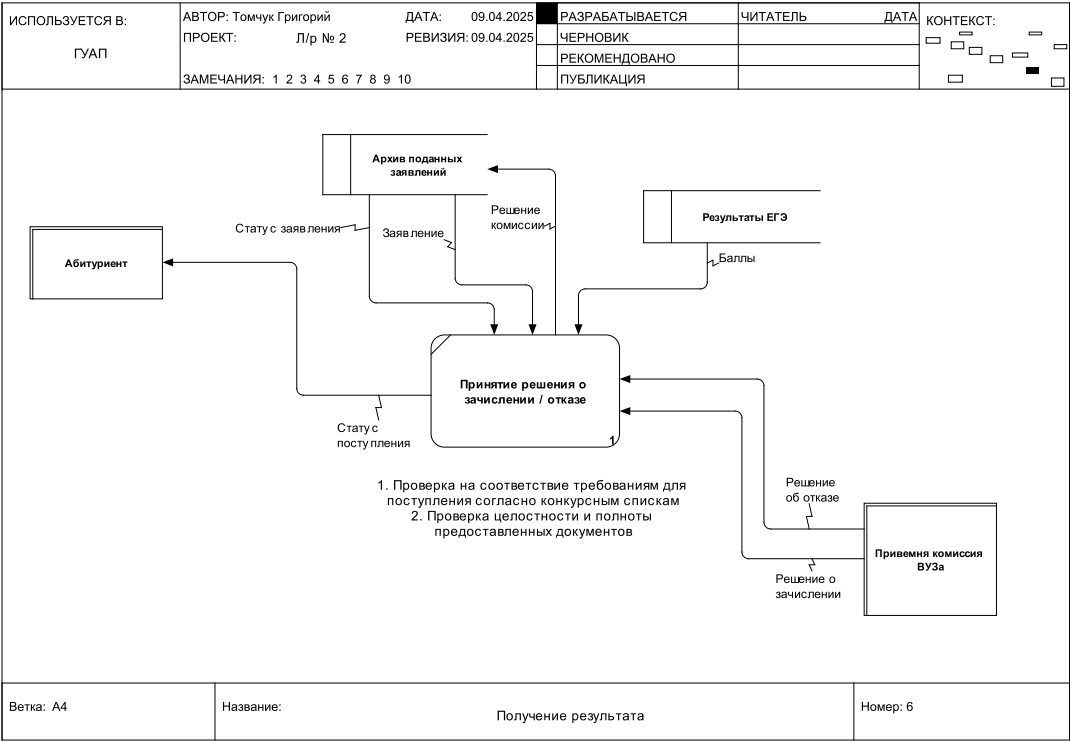 ИСПОЛЬЗУЕТСЯ В:
ГУАП
АВТОР: Томчук Григорий
ДАТА: 09.04.2025
ПРОЕКТ: Л/р № 2
РЕВИЗИЯ: 09.04.2025
ЗАМЕЧАНИЯ: 1 2 3 4 5 6 7 8 9 10
РАЗРАБАТЫВАЕТСЯ
ЧЕРНОВИК
РЕКОМЕНДОВАНО
ПУБЛИКАЦИЯ
ЧИТАТЕЛЬ ДАТА
КОНТЕКСТ:
Архив поданных
заявлений
Результаты ЕГЭ
Решение
комиссии
Статус заявления
Заявление
Баллы
Абитуриент
Принятие решения о
зачислении / отказе
1
Статус
поступления
1. Проверка на соответствие требованиям для
поступления согласно конкурсным спискам
2. Проверка целостности и полноты
предоставленных документов
Решение
об отказе
Привемня комиссия
ВУЗа
Решение о
зачислении
Ветка: A4
Название:
Получение результата
Номер: 6